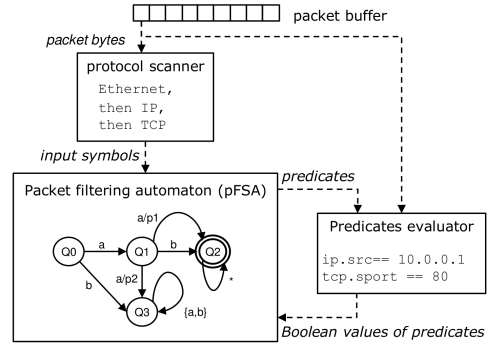 packet buffer
packet bytes
protocol scanner
Ethernet,
then IP,
then TCP
input symbols
predicates
Packet filtering automaton (pFSA)
a/p1
Q0
a
Q1
b
Q2
b
a/p2
*
Q3
{a,b}
Predicates evaluator
ip.src== 10.0.0.1
tcp.sport == 80
Boolean values of predicates